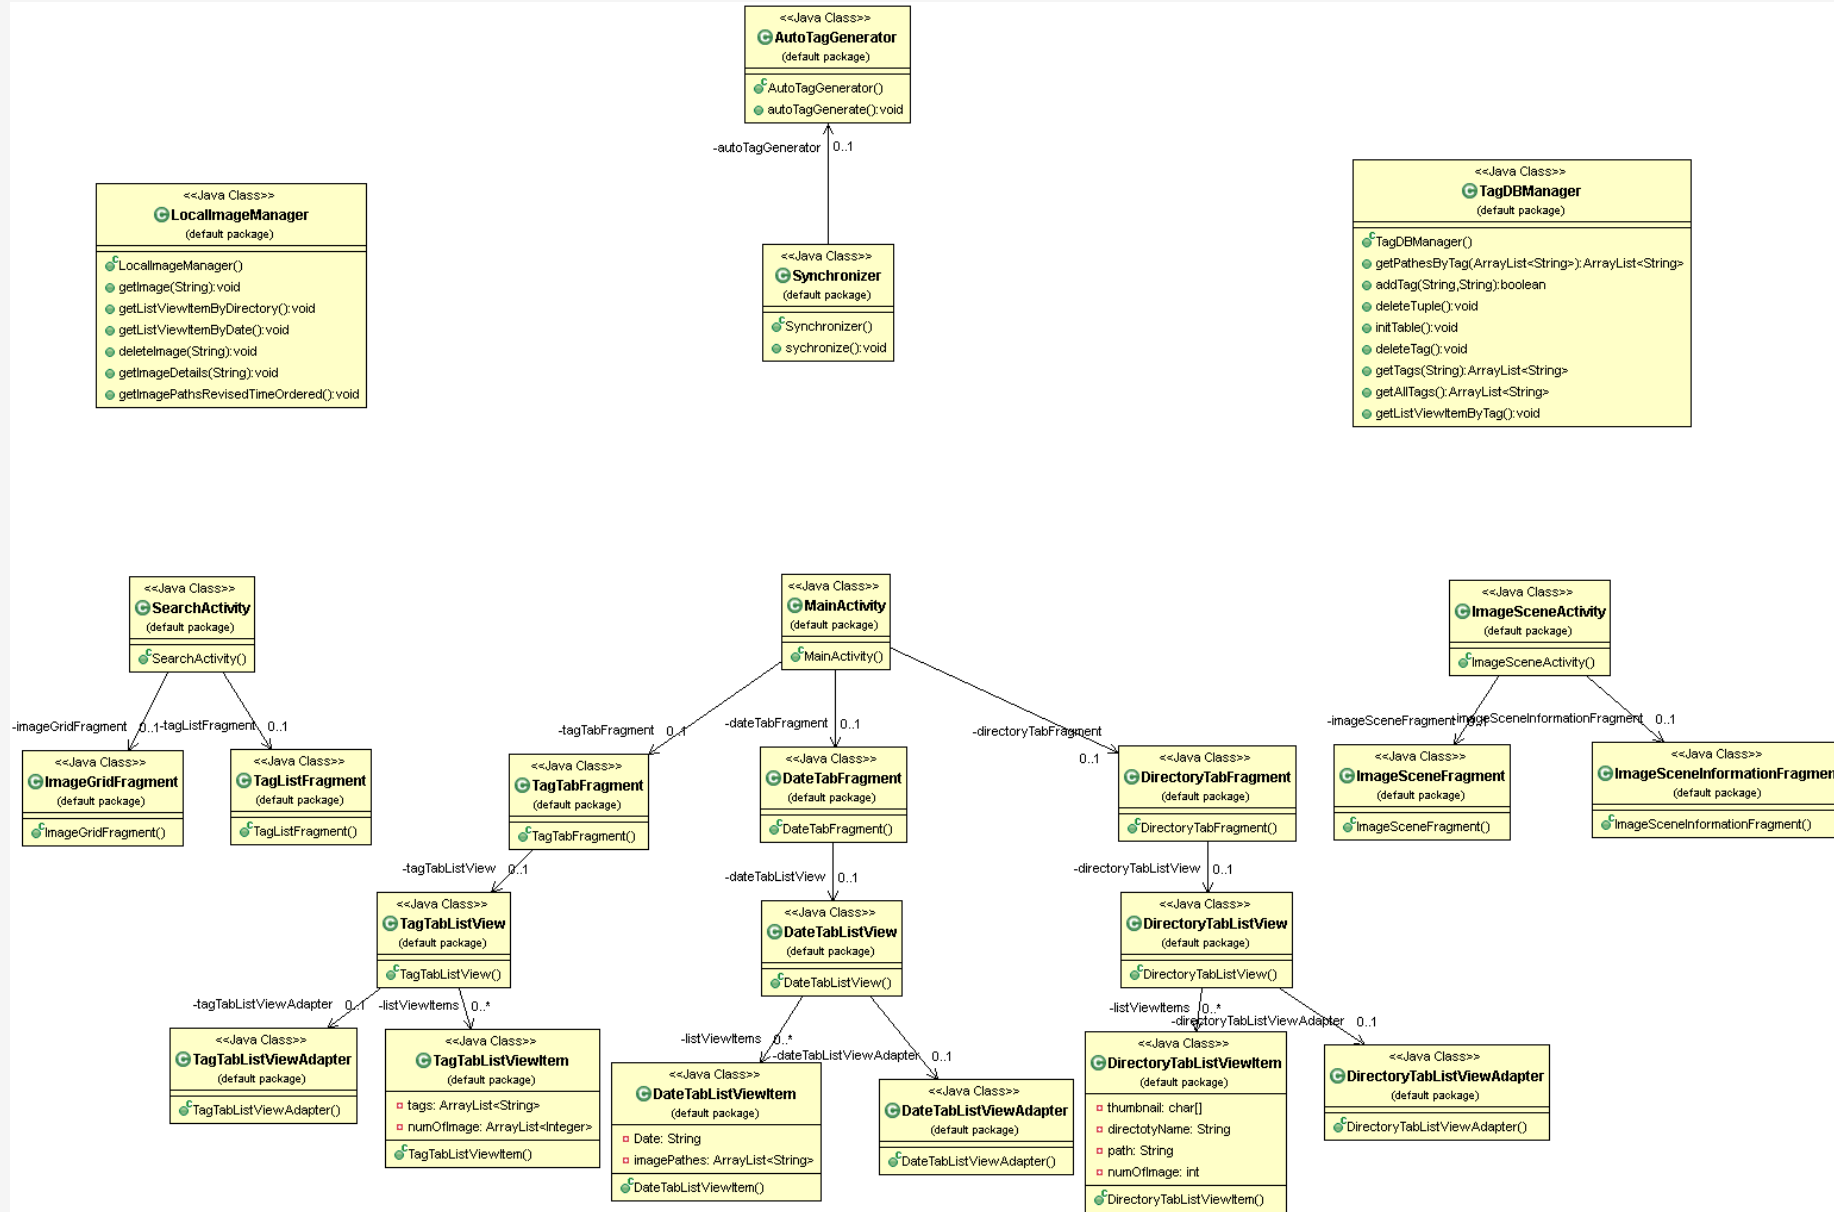 <<Java Class>>
AutoTagGenerator
(default package)
AutoTagGenerator()
autoTagGenerate():void
-autoTagGenerator
0..1
<<Java Class>>
LocalImageManager
(default package)
LocalImageManager()
getImage(String):void
getListViewItemByDirectory():void
getListViewItemByDate():void
deleteImage(String):void
getImageDetails(String):void
getImagePathsRevisedTimeOrdered():void
<<Java Class>>
Synchronizer
(default package)
Synchronizer()
sychronize():void
<<Java Class>>
TagDBManager
(default package)
TagDBManager()
getPathesByTag(ArrayList<String>):ArrayList<String>
addTag(String,String):boolean
deleteTuple():void
initTable():void
deleteTag():void
getTags(String):ArrayList<String>
getAllTags():ArrayList<String>
getListViewItemByTag():void
<<Java Class>>
SearchActivity
(default package)
SearchActivity()
-imageGridFragment
0..1
-tagListFragment
0..1
<<Java Class>>
ImageGridFragment
(default package)
ImageGridFragment()
<<Java Class>>
TagListFragment
(default package)
TagListFragment()
<<Java Class>>
MainActivity
(default package)
MainActivity()
-tagTabFragment
0..1
-dateTabFragment
0..1
-directoryTabFragment
0..1
<<Java Class>>
TagTabFragment
(default package)
TagTabFragment()
<<Java Class>>
DateTabFragment
(default package)
DateTabFragment()
<<Java Class>>
DirectoryTabFragment
(default package)
DirectoryTabFragment()
<<Java Class>>
ImageSceneActivity
(default package)
ImageSceneActivity()
-imageSceneFragment
0..1
-imageSceneInformationFragment
0..1
<<Java Class>>
ImageSceneFragment
(default package)
ImageSceneFragment()
<<Java Class>>
ImageSceneInformationFragmen
(default package)
ImageSceneInformationFragment()
-tagTabListView
0..1
-dateTabListView
0..1
-directoryTabListView
0..1
<<Java Class>>
TagTabListView
(default package)
TagTabListView()
<<Java Class>>
DateTabListView
(default package)
DateTabListView()
<<Java Class>>
DirectoryTabListView
(default package)
DirectoryTabListView()
-tagTabListViewAdapter
0..1
-listViewItems
0..*
-listViewItems
0..*
-dateTabListViewAdapter
0..1
-listViewItems
0..*
-directoryTabListViewAdapter
0..1
<<Java Class>>
TagTabListViewAdapter
(default package)
TagTabListViewAdapter()
<<Java Class>>
TagTabListViewItem
(default package)
tags: ArrayList<String>
numOfImage: ArrayList<Integer>
TagTabListViewItem()
<<Java Class>>
DateTabListViewItem
(default package)
Date: String
imagePathes: ArrayList<String>
DateTabListViewItem()
<<Java Class>>
DateTabListViewAdapter
(default package)
DateTabListViewAdapter()
<<Java Class>>
DirectoryTabListViewItem
(default package)
thumbnail: char[]
directotyName: String
path: String
numOfImage: int
DirectoryTabListViewItem()
<<Java Class>>
DirectoryTabListViewAdapter
(default package)
DirectoryTabListViewAdapter()